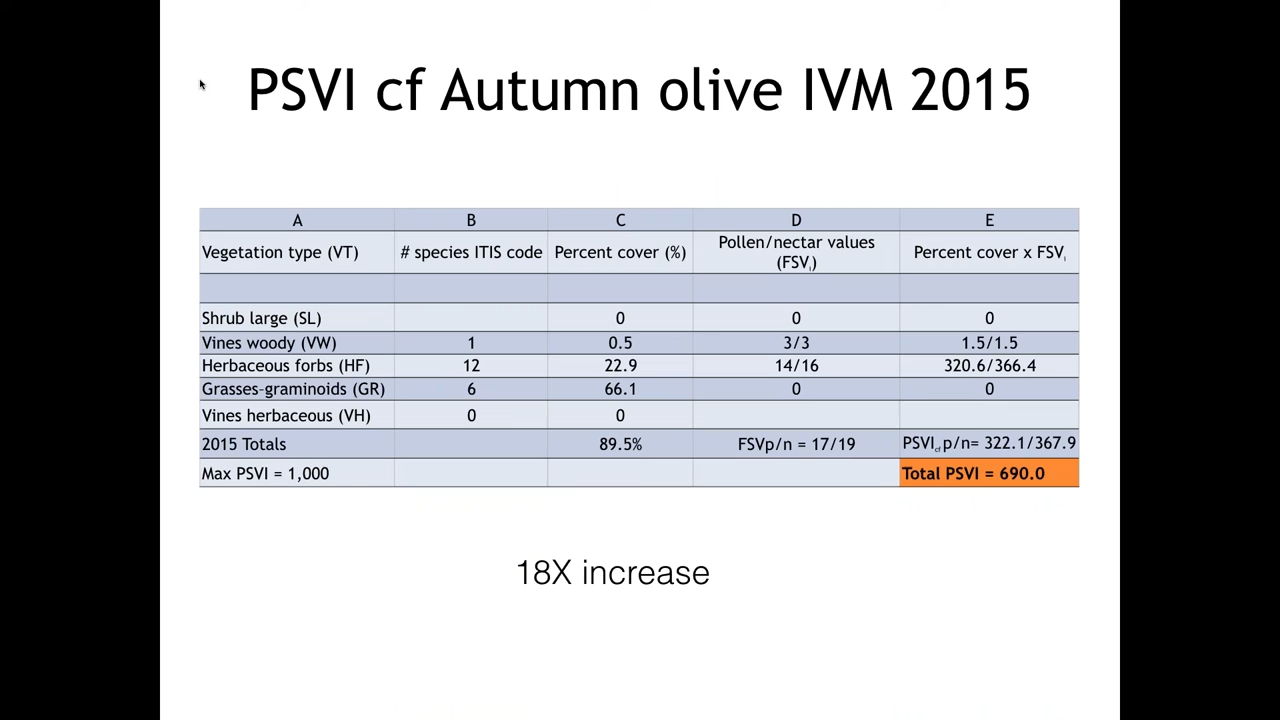 PSVI cf Autumn olive IVM 2015
A B C D E
Vegetation type (VT) # species ITIS code Percent cover (%) Pollen/nectar values (FSVi) Percent cover x FSVi
Shrub large (SL) 0 0 0
Vines woody (VW) 1 0.5 3/3 1.5/1.5
Herbaceous forbs (HF) 12 22.9 14/16 320.6/366.4
Grasses-graminoids (GR) 6 66.1 0 0
Vines herbaceous (VH) 0 0
2015 Totals 89.5% FSVp/n = 17/19 PSVIcf p/n= 322.1/367.9
Max PSVI = 1,000 Total PSVI = 690.0
18X increase